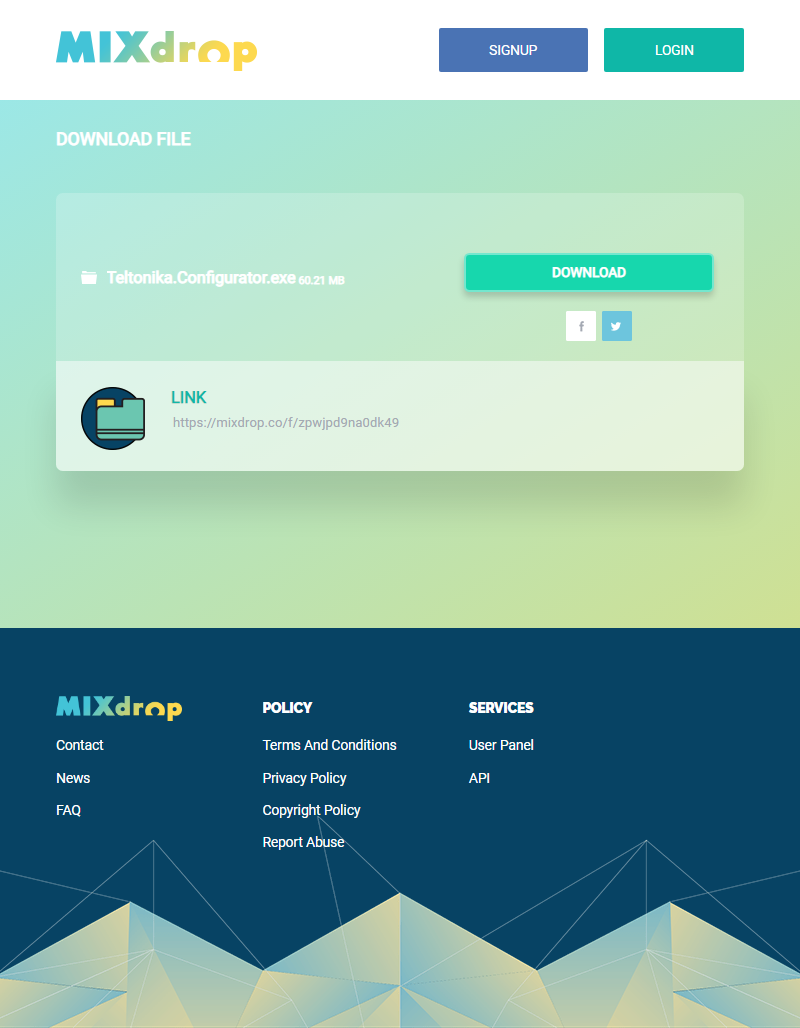 MIXdrop
SIGNUP
LOGIN
DOWNLOAD FILE
Teltonika.Configurator.exe 60.21 MB
DOWNLOAD
LINK
https://mixdrop.co/f/zpwjpd9na0dk49
MIXdrop
Contact
News
FAQ
POLICY
Terms And Conditions
Privacy Policy
Copyright Policy
Report Abuse
SERVICES
User Panel
API